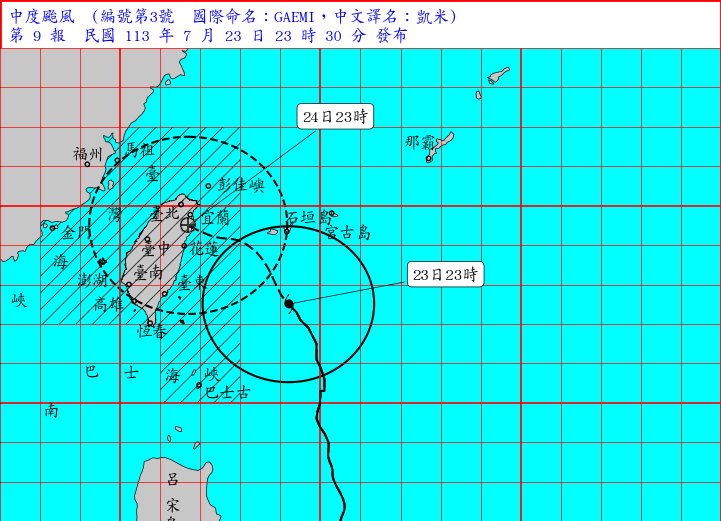 中度颱風 (編號第3號 國際命名：GAEMI，中文譯名：凱米)
第 9 報 民國 113 年 7 月 23 日 23 時 30 分 發布
24日23時
那霸
馬祖
福州
臺
彭佳嶼
灣
臺北
宜蘭
石垣島
宮古島
金門
臺中
花蓮
海
臺南
澎湖
臺東
23日23時
峽
高雄
恆春
巴 士 海 峽
巴士古
南
呂
宋
島